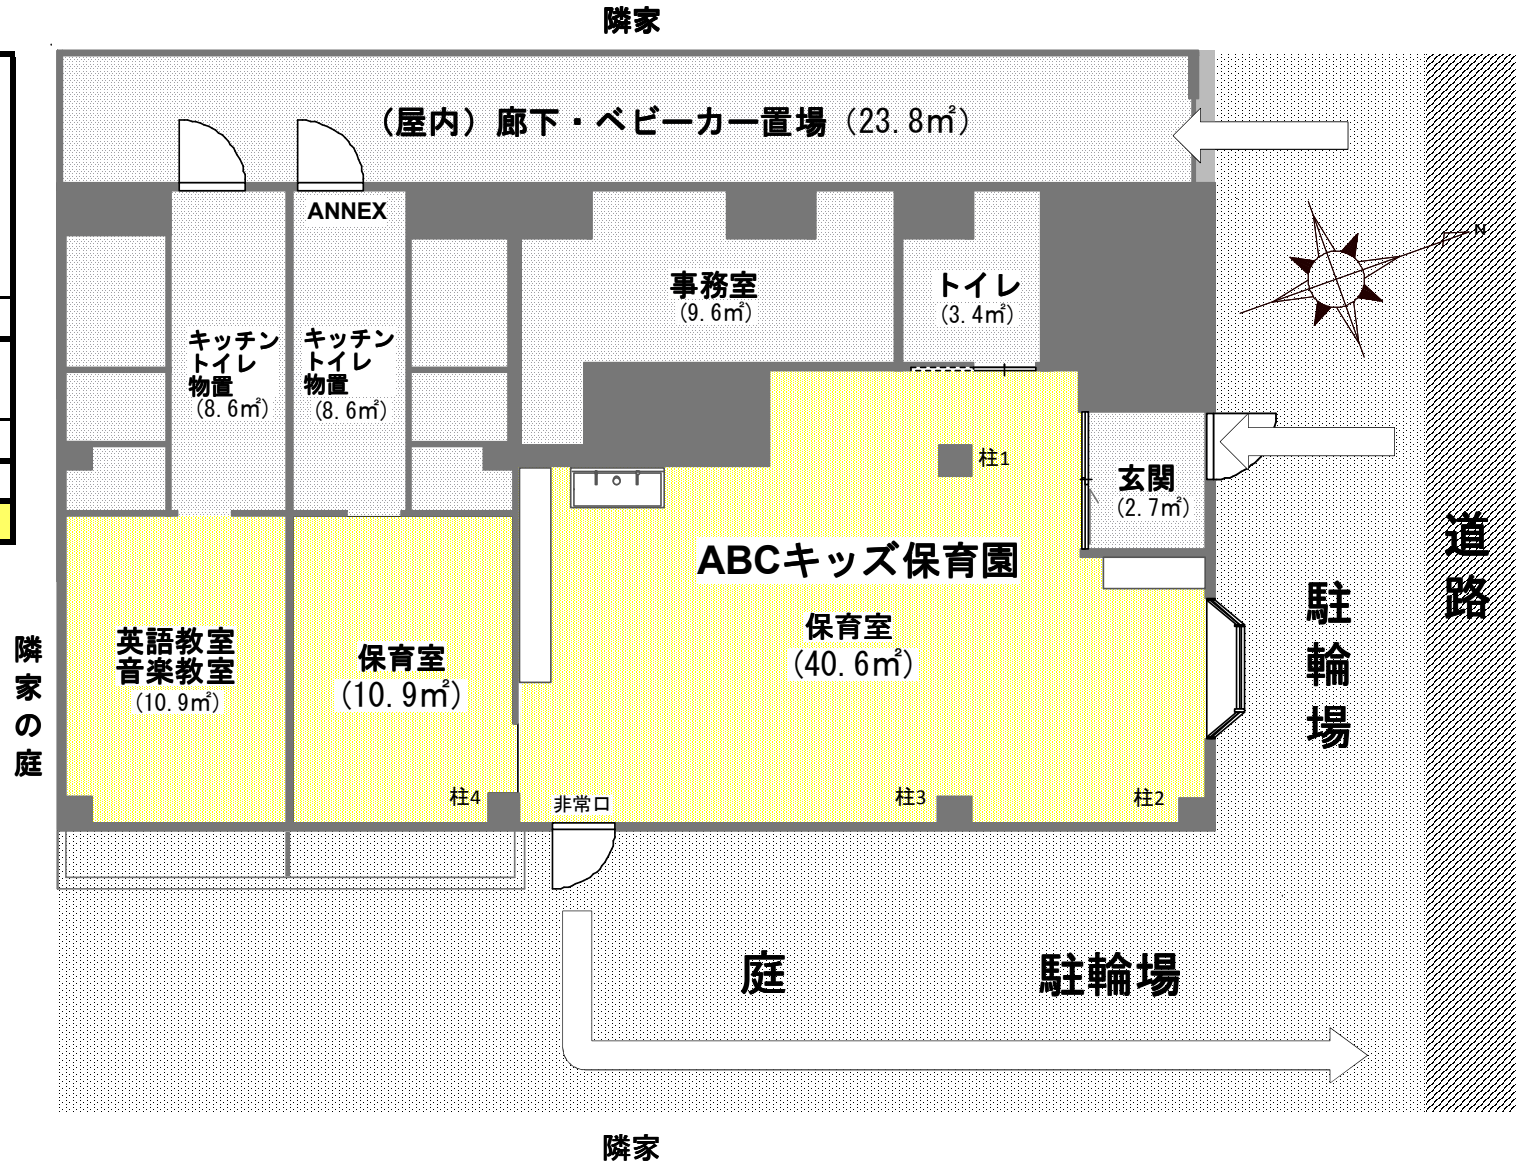 隣家
(屋内)廊下・ベビーカー置場(23.8㎡)
ANNEX
N
事務室
(9.6㎡)
トイレ
(3.4㎡)
キッチン
トイレ
物置
(8.6㎡)
キッチン
トイレ
物置
(8.6㎡)
柱1
玄関
(2.7㎡)
ABCキッズ保育園
保育室
(40.6㎡)
英語教室
音楽教室
(10.9㎡)
保育室
(10.9㎡)
隣家の庭
駐輪場
道路
柱4
非常口
柱3
柱2
庭
駐輪場
隣家